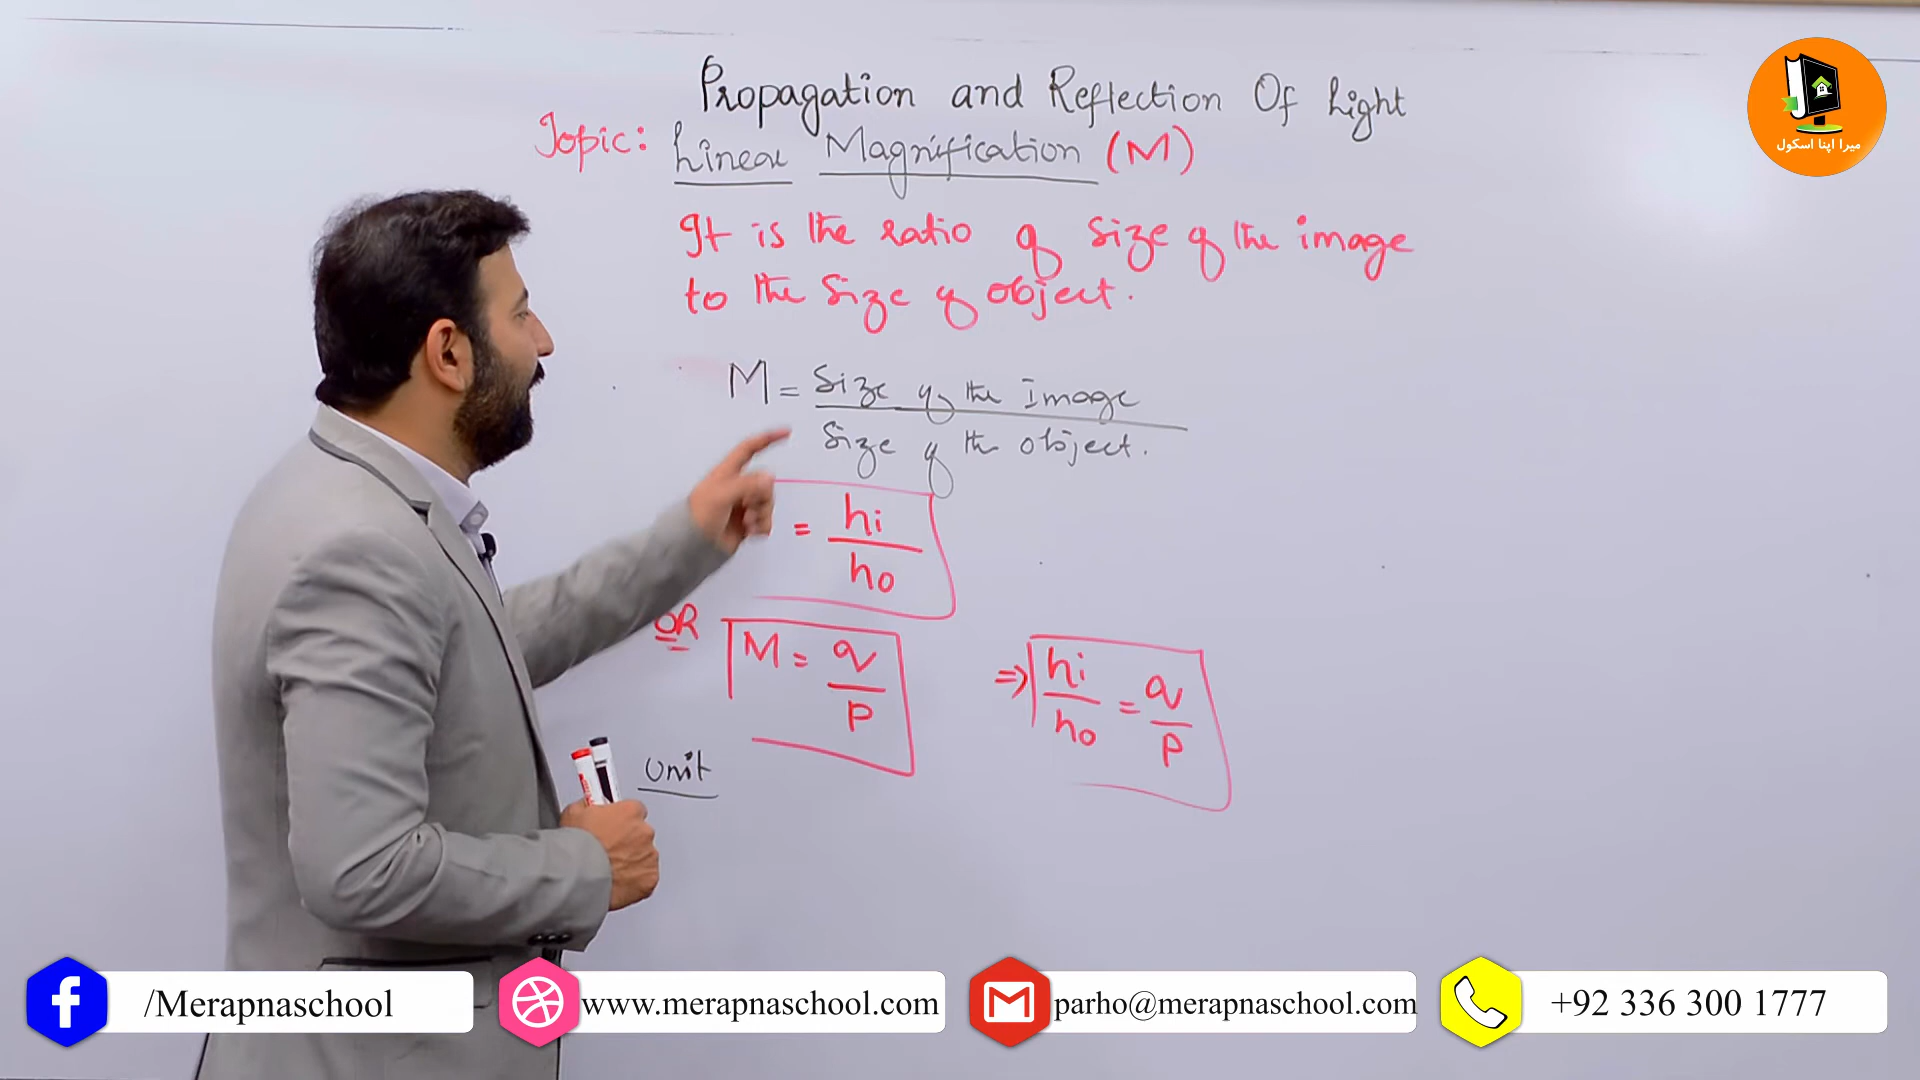 Propagation and Reflection Of Light
Topic: Linear Magnification (M)
It is the ratio of size of the image
to the size of object.
M = Size of the Image
Size of the object.
= hi
ho
OR
M = q
P
⇒ hi
ho = q
P
Unit
میرا اپنا اسکول
/Merapnaschool
www.merapnaschool.com
parho@merapnaschool.com
+92 336 300 1777